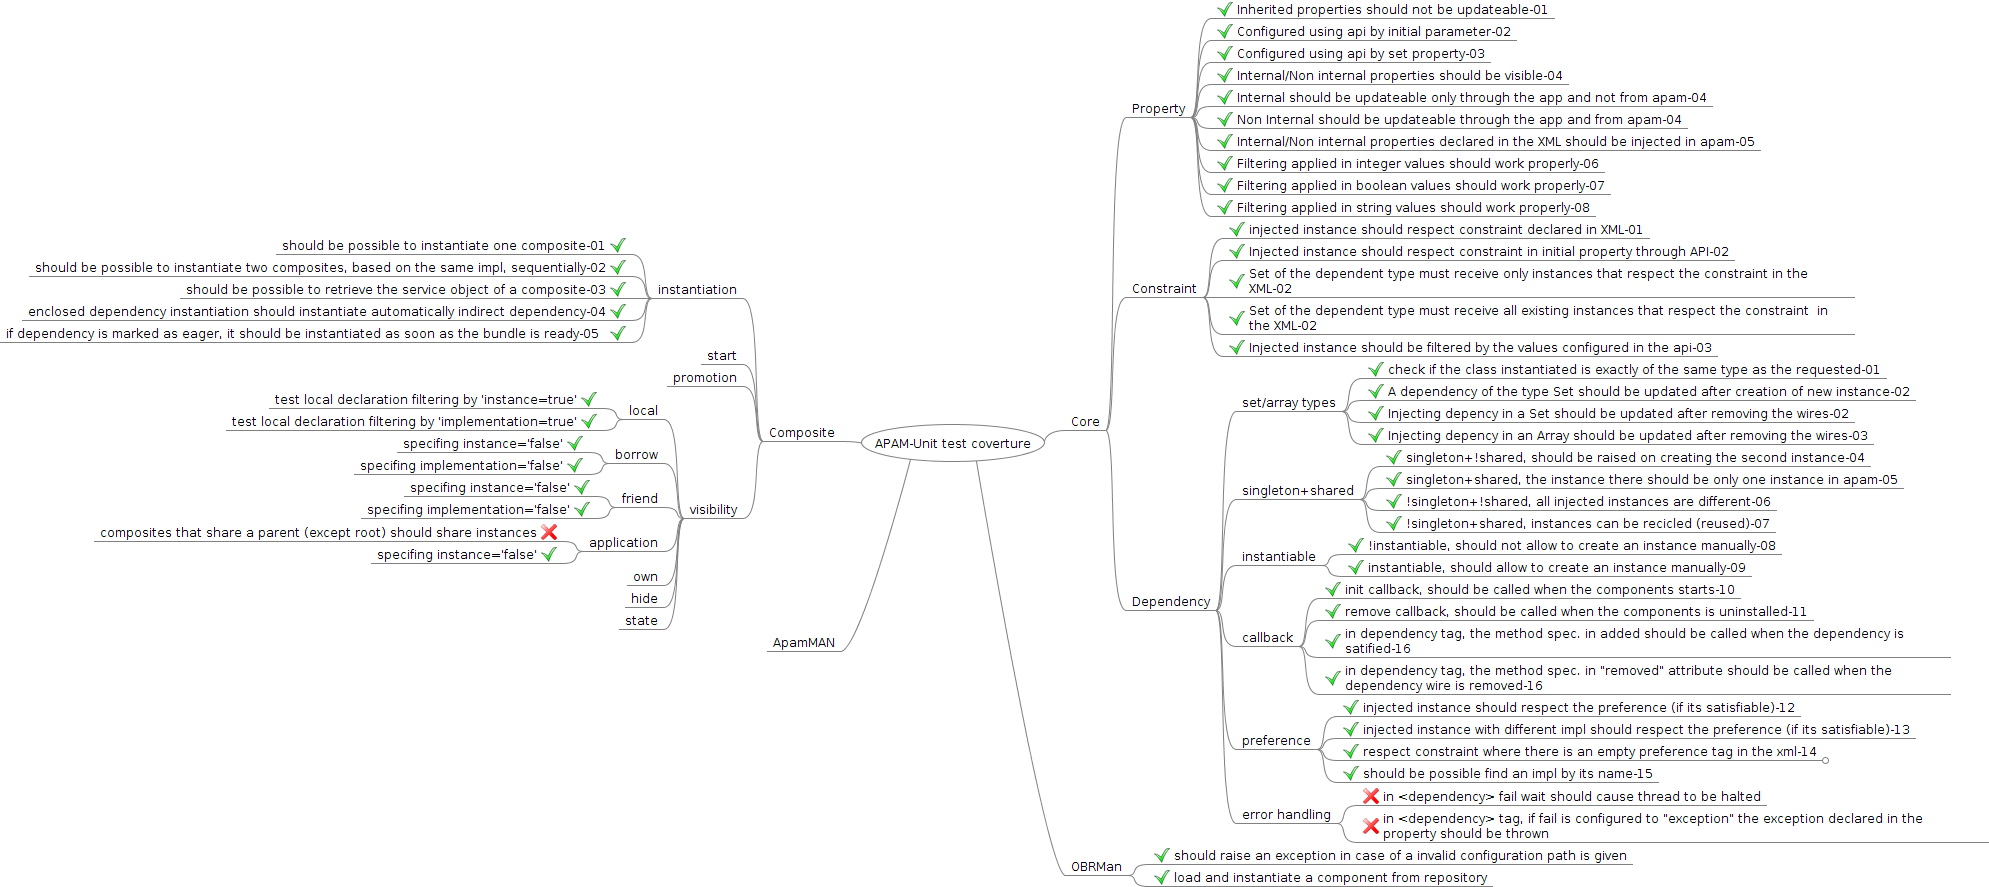 APAM-Unit test coverture
Core
Property
Inherited properties should not be updateable-01
Configured using api by initial parameter-02
Configured using api by set property-03
Internal/Non internal properties should be visible-04
Internal should be updateable only through the app and not from apam-04
Non Internal should be updateable through the app and from apam-04
Internal/Non internal properties declared in the XML should be injected in apam-05
Filtering applied in integer values should work properly-06
Filtering applied in boolean values should work properly-07
Filtering applied in string values should work properly-08
Constraint
injected instance should respect constraint declared in XML-01
Injected instance should respect constraint in initial property through API-02
Set of the dependent type must receive only instances that respect the constraint in the
XML-02
Set of the dependent type must receive all existing instances that respect the constraint  in
the XML-02
Injected instance should be filtered by the values configured in the api-03
Dependency
set/array types
check if the class instantiated is exactly of the same type as the requested-01
A dependency of the type Set should be updated after creation of new instance-02
Injecting depency in a Set should be updated after removing the wires-02
Injecting depency in an Array should be updated after removing the wires-03
singleton+shared
singleton+!shared, should be raised on creating the second instance-04
singleton+shared, the instance there should be only one instance in apam-05
!singleton+!shared, all injected instances are different-06
!singleton+shared, instances can be recicled (reused)-07
instantiable
!instantiable, should not allow to create an instance manually-08
instantiable, should allow to create an instance manually-09
callback
init callback, should be called when the components starts-10
remove callback, should be called when the components is uninstalled-11
in dependency tag, the method spec. in added should be called when the dependency is
satified-16
in dependency tag, the method spec. in "removed" attribute should be called when the
dependency wire is removed-16
preference
injected instance should respect the preference (if its satisfiable)-12
injected instance with different impl should respect the preference (if its satisfiable)-13
respect constraint where there is an empty preference tag in the xml-14
should be possible find an impl by its name-15
error handling
in <dependency> fail wait should cause thread to be halted
in <dependency> tag, if fail is configured to "exception" the exception declared in the
property should be thrown
OBRMan
should raise an exception in case of a invalid configuration path is given
load and instantiate a component from repository
Composite
instantiation
should be possible to instantiate one composite-01
should be possible to instantiate two composites, based on the same impl, sequentially-02
should be possible to retrieve the service object of a composite-03
enclosed dependency instantiation should instantiate automatically indirect dependency-04
if dependency is marked as eager, it should be instantiated as soon as the bundle is ready-05
start
promotion
visibility
local
test local declaration filtering by 'instance=true'
test local declaration filtering by 'implementation=true'
borrow
specifing instance='false'
specifing implementation='false'
friend
specifing instance='false'
specifing implementation='false'
application
composites that share a parent (except root) should share instances
specifing instance='false'
own
hide
state
ApamMAN